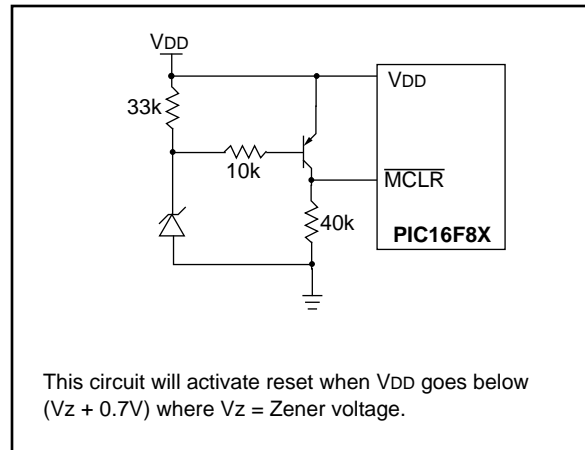 VDD
33k
VDD
10k
MCLR
40k
PIC16F8X
This circuit will activate reset when VDD goes below
(Vz + 0.7V) where Vz = Zener voltage.